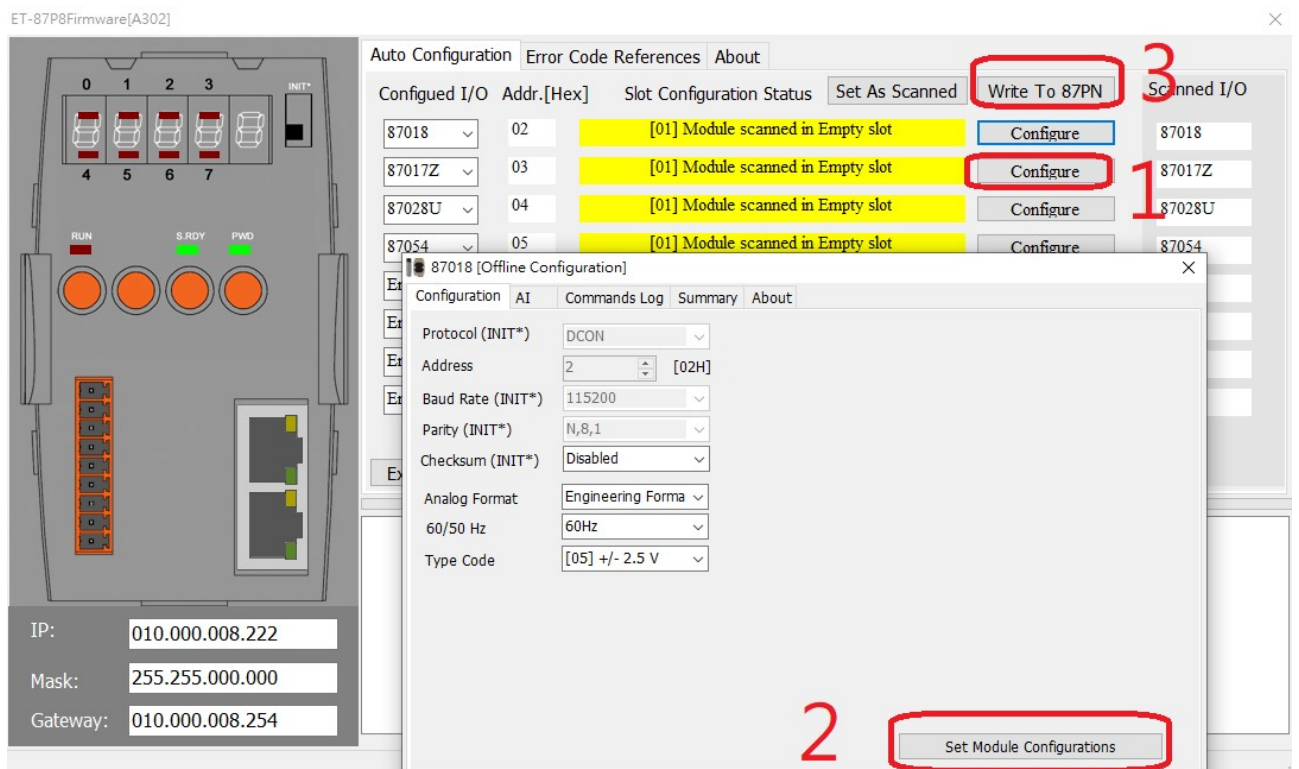 ET-87P8Firmware[A302]
0 1 2 3 INIT*
4 5 6 7
RUN S.RDY PWD
IP: 010.000.008.222
Mask: 255.255.000.000
Gateway: 010.000.008.254
Auto Configuration Error Code References About
Configued I/O Addr.[Hex] Slot Configuration Status Set As Scanned Write To 87PN Scanned I/O
3
87018 02 [01] Module scanned in Empty slot Configure 87018
87017Z 03 [01] Module scanned in Empty slot Configure 87017Z
1
87028U 04 [01] Module scanned in Empty slot Configure 87028U
87054 05 [01] Module scanned in Empty slot Configure 87054
87018 [Offline Configuration]
Configuration AI Commands Log Summary About
Protocol (INIT*) DCON
Address 2 [02H]
Baud Rate (INIT*) 115200
Parity (INIT*) N,8,1
Checksum (INIT*) Disabled
Analog Format Engineering Forma
60/50 Hz 60Hz
Type Code [05] +/- 2.5 V
2
Set Module Configurations